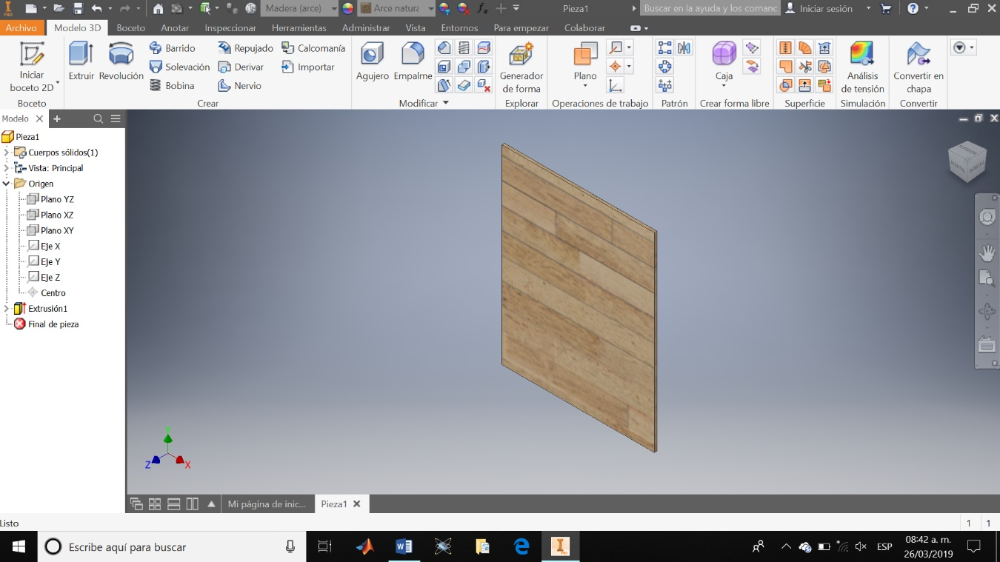 PRO
Madera (arce)
Arce natura
Pieza1
Buscar en la ayuda y los comanc
Iniciar sesión
Archivo
Modelo 3D
Boceto
Anotar
Inspeccionar
Herramientas
Administrar
Vista
Entornos
Para empezar
Colaborar
Iniciar
boceto 2D
Boceto
Extruir
Revolución
Barrido
Solevación
Bobina
Repujado
Derivar
Nervio
Calcomanía
Importar
Crear
Agujero
Empalme
Modificar
Generador
de forma
Explorar
Plano
Operaciones de trabajo
Patrón
Caja
Crear forma libre
Superficie
Análisis
de tensión
Simulación
Convertir en
chapa
Convertir
Modelo
Pieza1
Cuerpos sólidos(1)
Vista: Principal
Origen
Plano YZ
Plano XZ
Plano XY
Eje X
Eje Y
Eje Z
Centro
Extrusión1
Final de pieza
Y
Z
X
Mi página de inic...
Pieza1
Listo
1
1
Escribe aquí para buscar
PRO
ESP
08:42 a. m.
26/03/2019